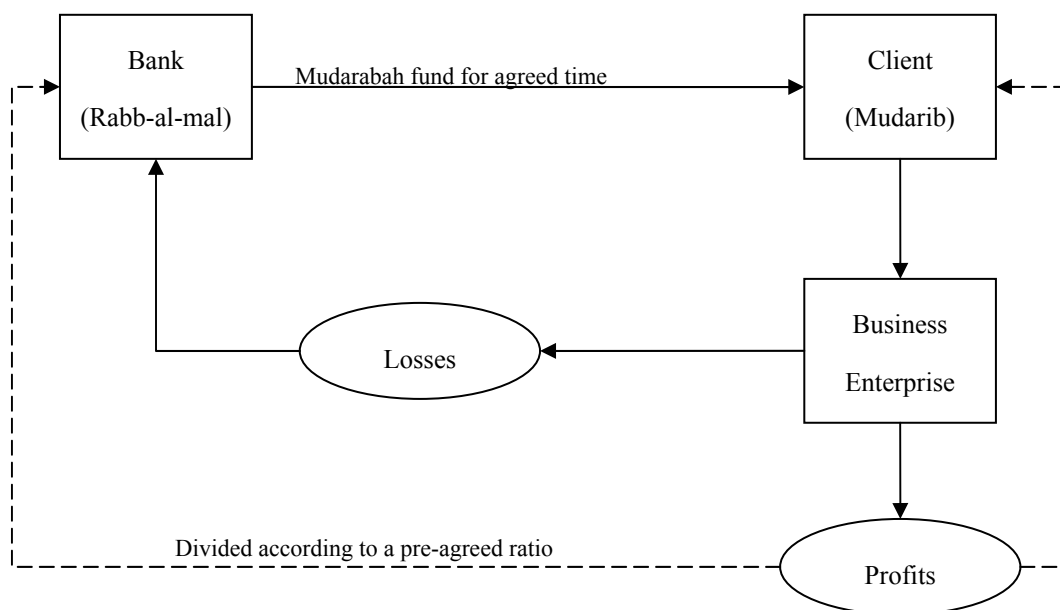 Bank
(Rabb-al-mal)
Mudarabah fund for agreed time
Client
(Mudarib)
Business
Enterprise
Losses
Divided according to a pre-agreed ratio
Profits